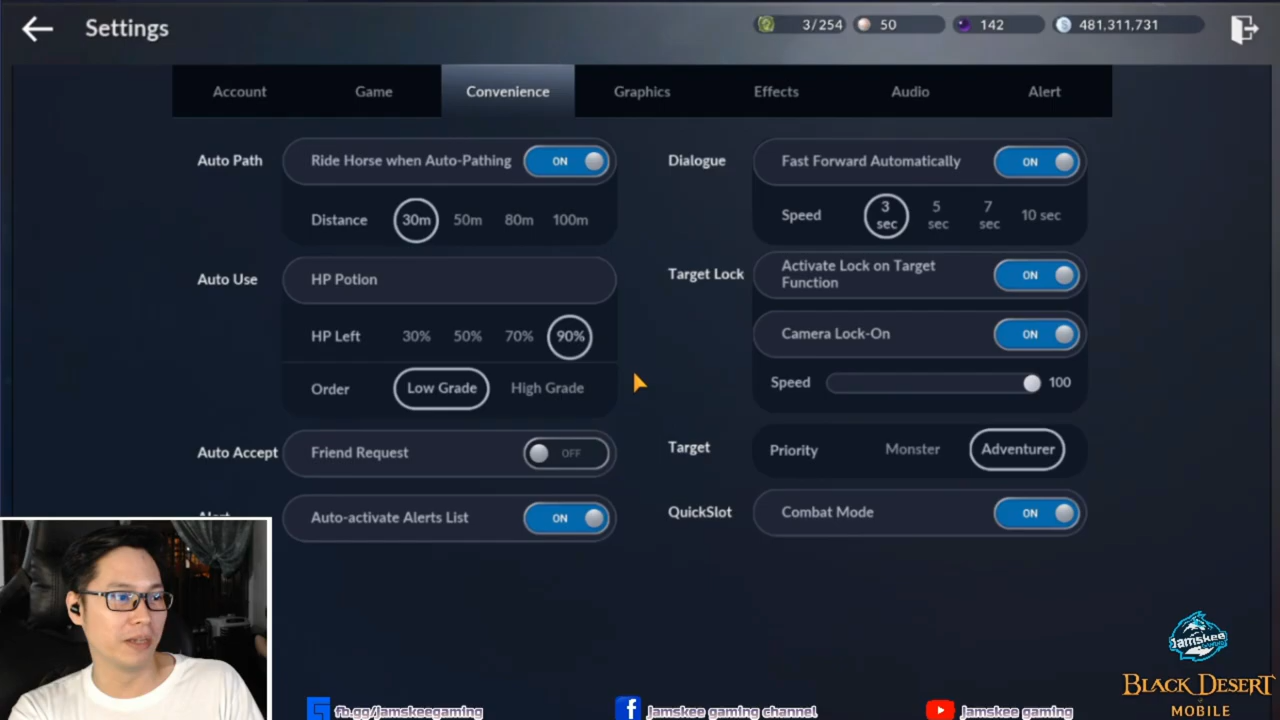 Settings
3/254
50
142
481,311,731
Account
Game
Convenience
Graphics
Effects
Audio
Alert
Auto Path
Ride Horse when Auto-Pathing
ON
Distance
30m
50m
80m
100m
Auto Use
HP Potion
HP Left
30%
50%
70%
90%
Order
Low Grade
High Grade
Auto Accept
Friend Request
OFF
Alert
Auto-activate Alerts List
ON
Dialogue
Fast Forward Automatically
ON
Speed
3
sec
5
sec
7
sec
10 sec
Target Lock
Activate Lock on Target
Function
ON
Camera Lock-On
ON
Speed
100
Target
Priority
Monster
Adventurer
QuickSlot
Combat Mode
ON
Jamskee
BLACK DESERT
MOBILE
fb.gg/jamskeegaming
Jamskee gaming channel
Jamskee gaming